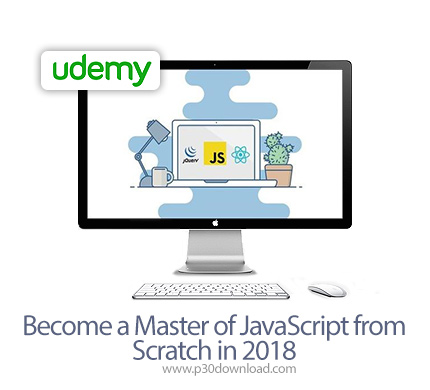 udemy
jQuery
JS
Become a Master of JavaScript from
Scratch in 2018
www.p30download.com